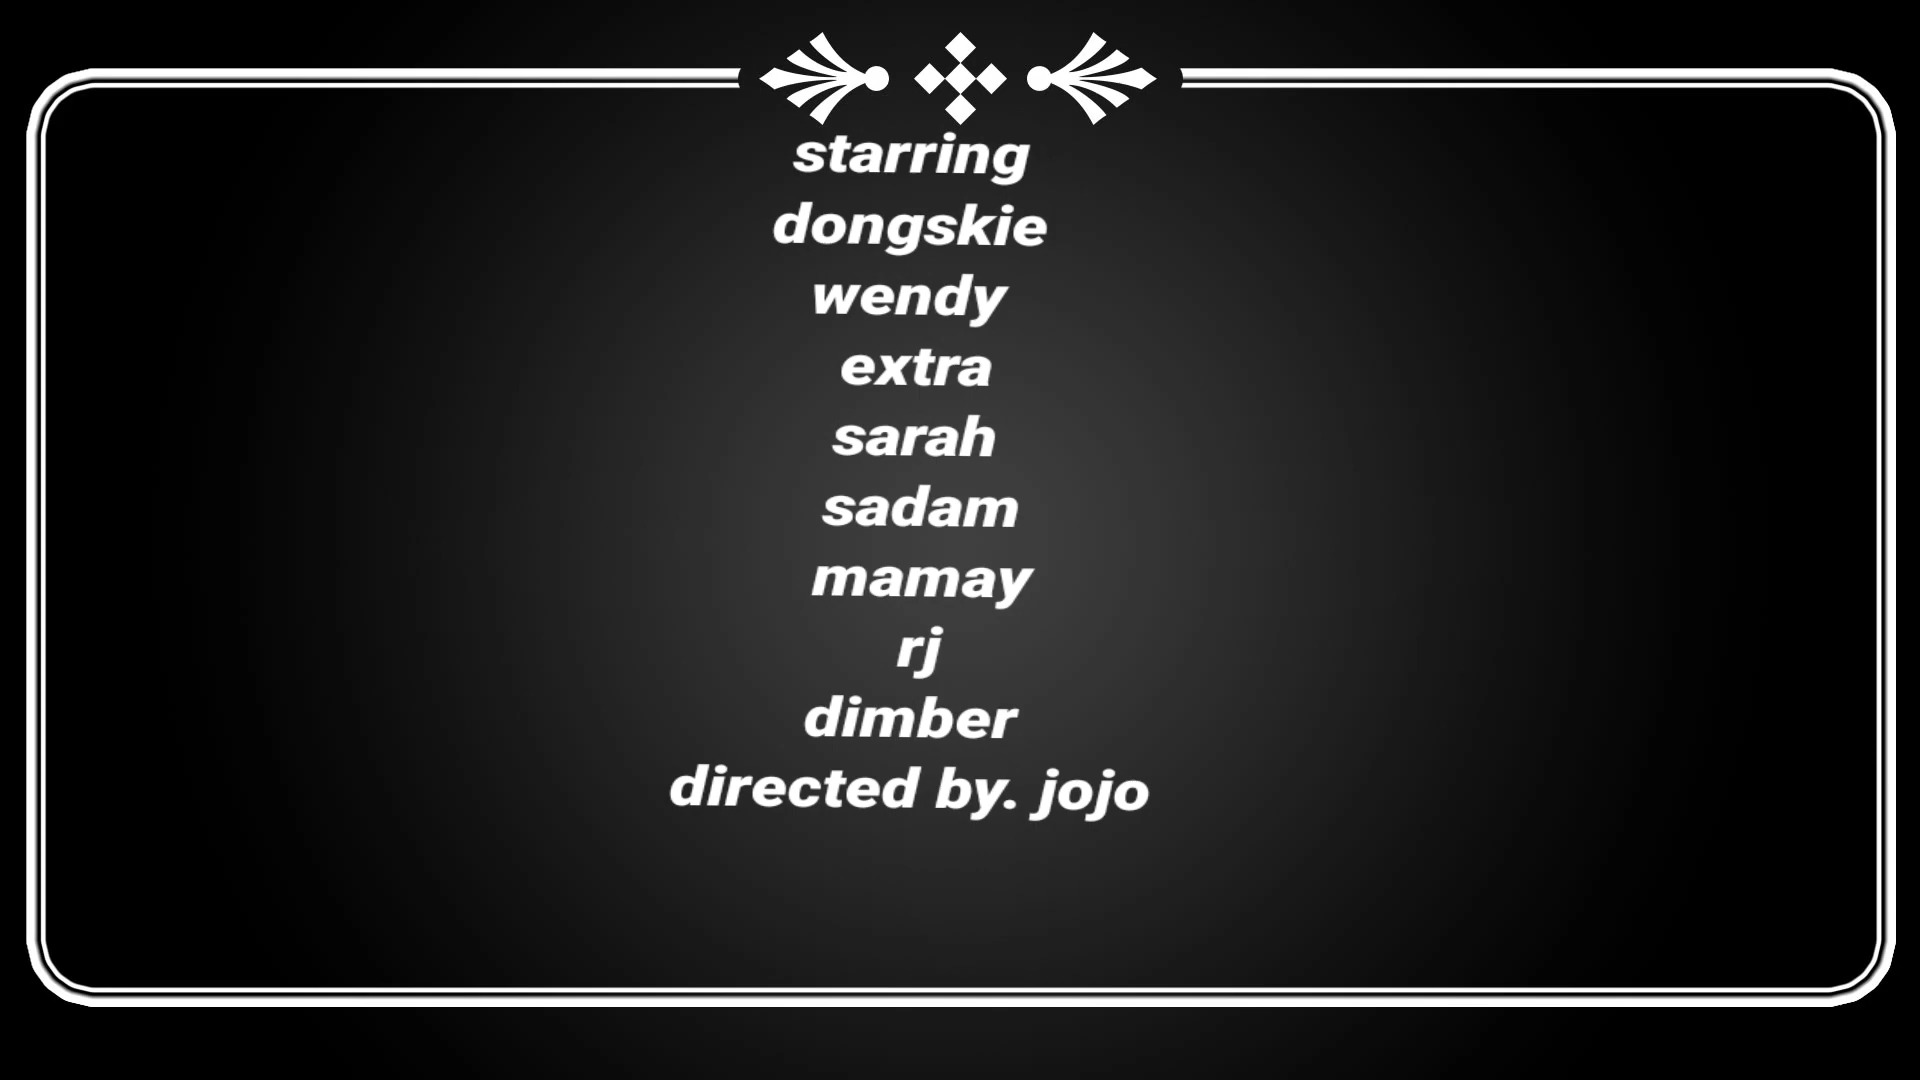 starring
dongskie
wendy
extra
sarah
sadam
mamay
rj
dimber
directed by. jojo